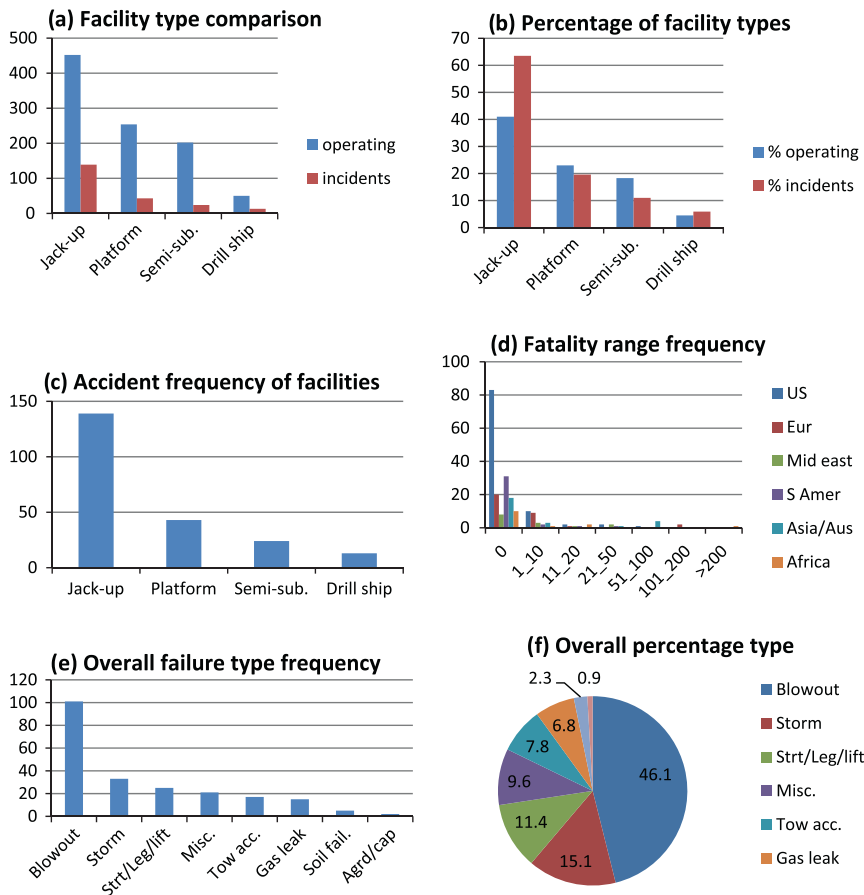 (a) Facility type comparison
500
400
300
200
100
0
Jack-up
Platform
Semi-sub.
Drill ship
operating
incidents
(b) Percentage of facility types
70
60
50
40
30
20
10
0
Jack-up
Platform
Semi-sub.
Drill ship
% operating
% incidents
(c) Accident frequency of facilities
150
100
50
0
Jack-up
Platform
Semi-sub.
Drill ship
(d) Fatality range frequency
100
80
60
40
20
0
0
1_10
11_20
21_50
51_100
101_200
>200
US
Eur
Mid east
S Amer
Asia/Aus
Africa
(e) Overall failure type frequency
120
100
80
60
40
20
0
Blowout
Storm
Strt/Leg/lift
Misc.
Tow acc.
Gas leak
Soil fail.
Agrd/cap
(f) Overall percentage type
2.3
0.9
6.8
7.8
9.6
11.4
15.1
46.1
Blowout
Storm
Strt/Leg/lift
Misc.
Tow acc.
Gas leak